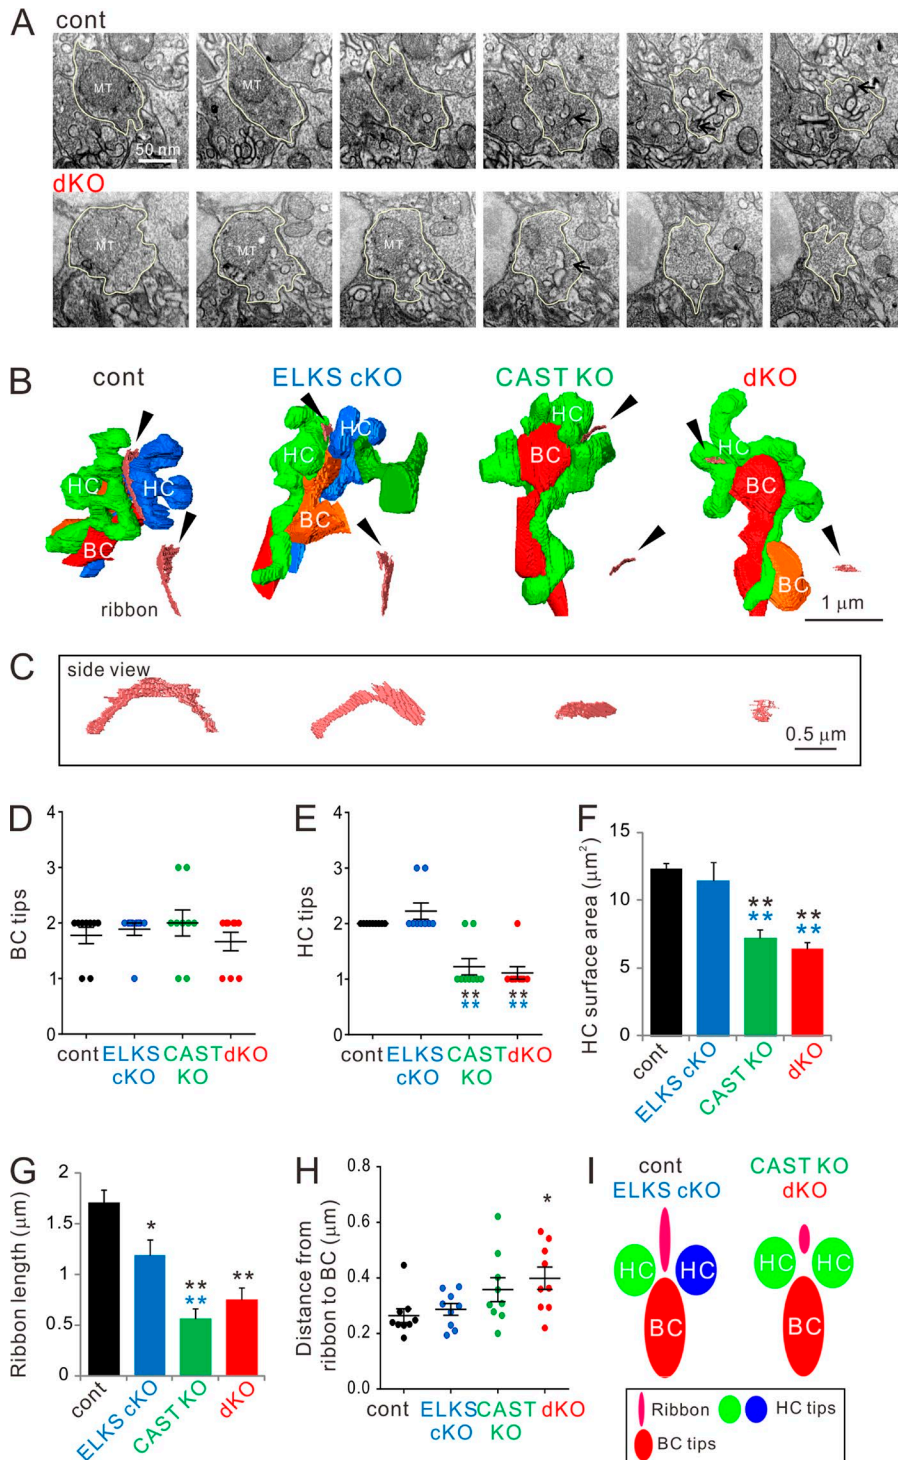 A
cont
MT
MT
50 nm
dKO
MT
MT
B
cont
ELKS cKO
CAST KO
dKO
HC
HC
BC
ribbon
HC
HC
BC
HC
BC
HC
BC
BC
1 μm
C
side view
0.5 μm
D
BC tips
4
3
2
1
0
cont
ELKS
cKO
CAST
KO
dKO
E
HC tips
4
3
2
1
0
**
**
**
**
cont
ELKS
cKO
CAST
KO
dKO
F
HC surface area (μm²)
15
10
5
0
**
**
**
**
cont
ELKS cKO
CAST KO
dKO
G
Ribbon length (μm)
2
1.5
1
0.5
0
*
**
**
**
cont
ELKS cKO
CAST KO
dKO
H
Distance from
ribbon to BC (μm)
0.8
0.6
0.4
0.2
0.0
*
cont
ELKS
cKO
CAST
KO
dKO
I
cont
ELKS cKO
CAST KO
dKO
HC
HC
BC
HC
HC
BC
Ribbon
HC tips
BC tips